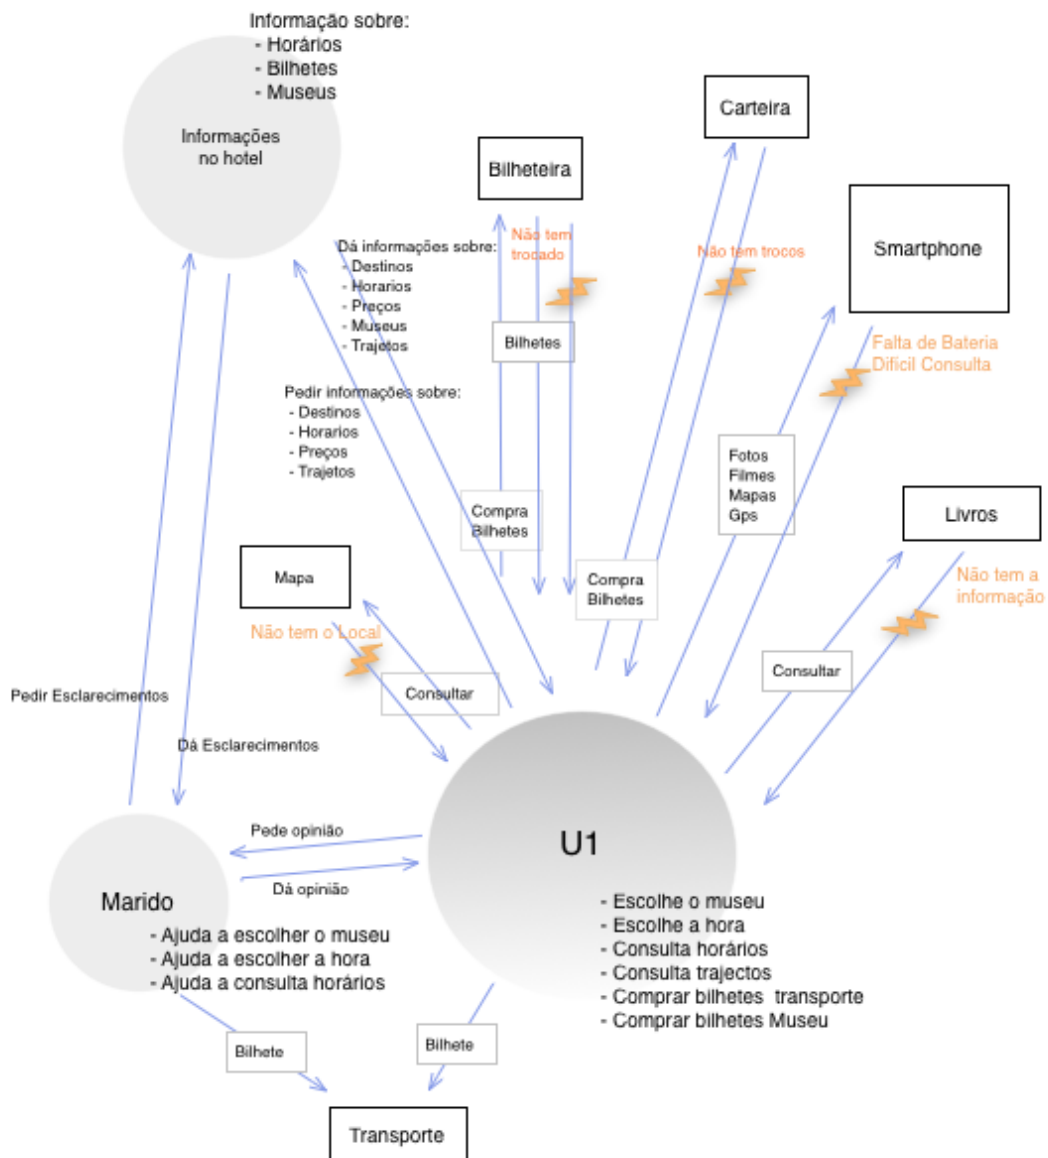 Informação sobre:
- Horários
- Bilhetes
- Museus
Informações
no hotel
Carteira
Bilheteira
Smartphone
Não tem
trocado
Não tem trocos
Dá informações sobre:
- Destinos
- Horarios
- Preços
- Museus
- Trajetos
Bilhetes
Falta de Bateria
Difícil Consulta
Pedir informações sobre:
- Destinos
- Horarios
- Preços
- Trajetos
Fotos
Filmes
Mapas
Gps
Compra
Bilhetes
Livros
Mapa
Compra
Bilhetes
Não tem a
informação
Não tem o Local
Consultar
Consultar
Pedir Esclarecimentos
Dá Esclarecimentos
Pede opinião
U1
Dá opinião
Marido
- Ajuda a escolher o museu
- Ajuda a escolher a hora
- Ajuda a consulta horários
- Escolhe o museu
- Escolhe a hora
- Consulta horários
- Consulta trajectos
- Comprar bilhetes transporte
- Comprar bilhetes Museu
Bilhete
Bilhete
Transporte